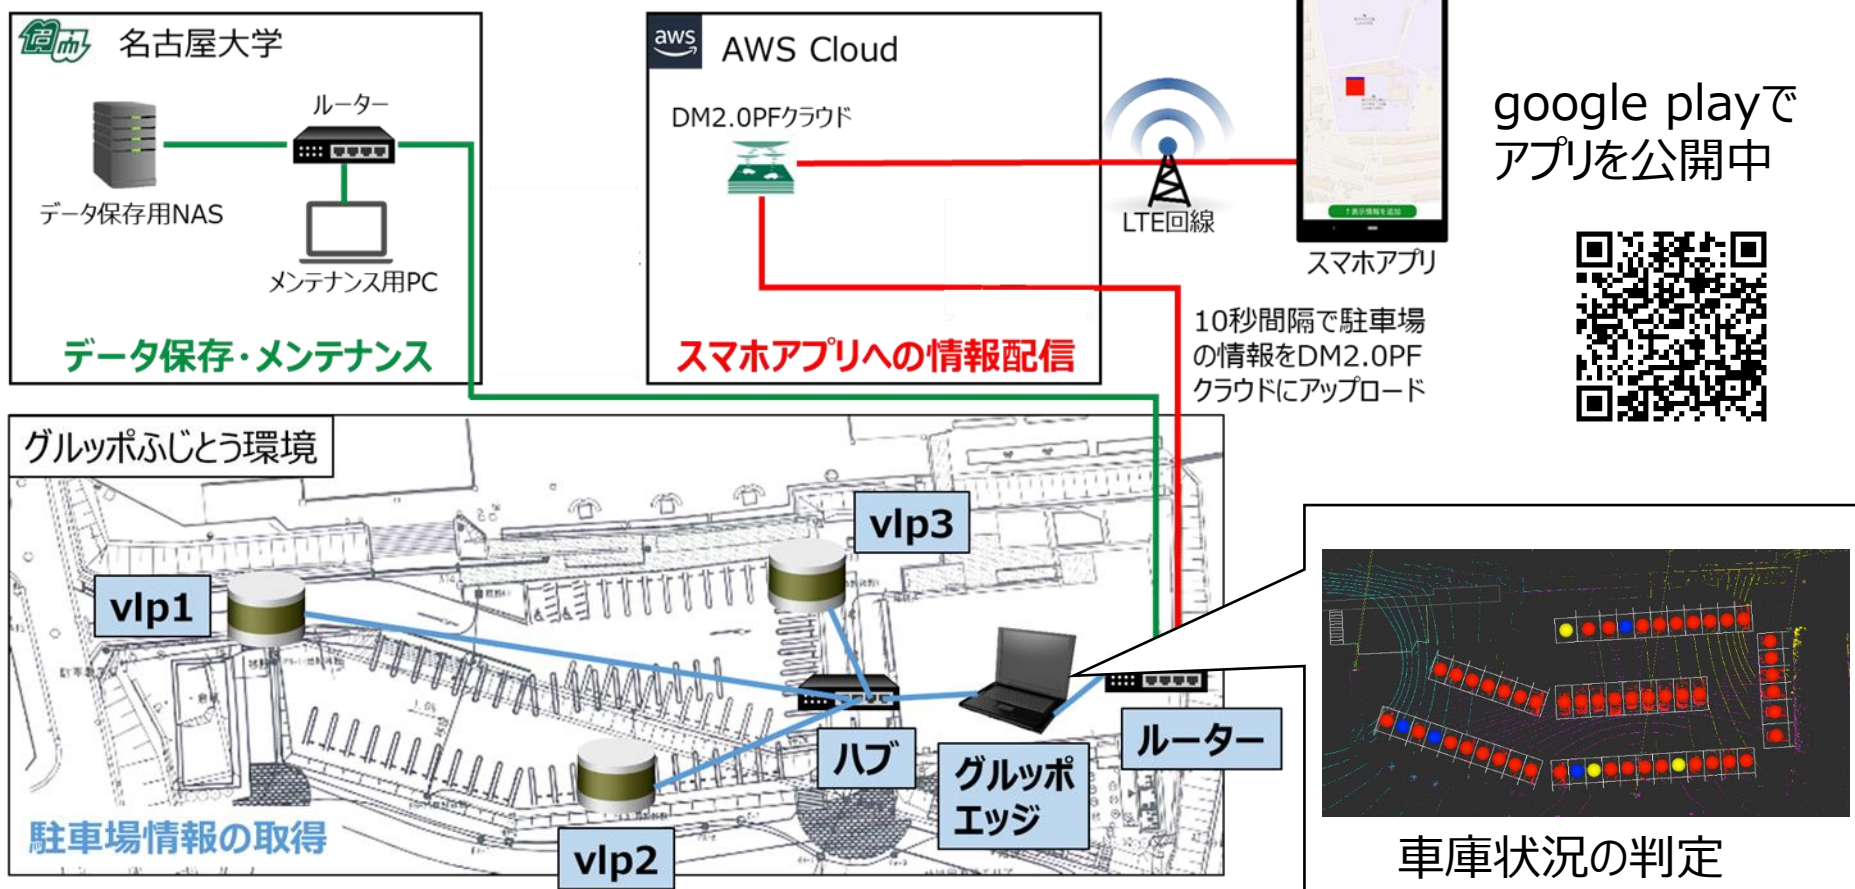 名古屋大学
ルーター
データ保存用NAS
メンテナンス用PC
データ保存・メンテナンス
aws
AWS Cloud
DM2.0PFクラウド
スマホアプリへの情報配信
LTE回線
↑表示情報を追加
スマホアプリ
google playで
アプリを公開中
10秒間隔で駐車場
の情報をDM2.0PF
クラウドにアップロード
グルッポふじとう環境
vlp1
vlp2
vlp3
ハブ
グルッポ
エッジ
ルーター
駐車場情報の取得
車庫状況の判定